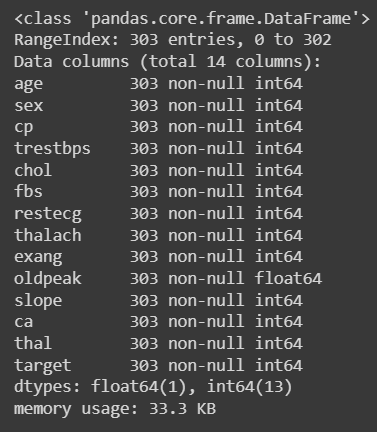 <class 'pandas.core.frame.DataFrame'>
RangeIndex: 303 entries, 0 to 302
Data columns (total 14 columns):
age         303 non-null int64
sex         303 non-null int64
cp          303 non-null int64
trestbps    303 non-null int64
chol        303 non-null int64
fbs         303 non-null int64
restecg     303 non-null int64
thalach     303 non-null int64
exang       303 non-null int64
oldpeak     303 non-null float64
slope       303 non-null int64
ca          303 non-null int64
thal        303 non-null int64
target      303 non-null int64
dtypes: float64(1), int64(13)
memory usage: 33.3 KB